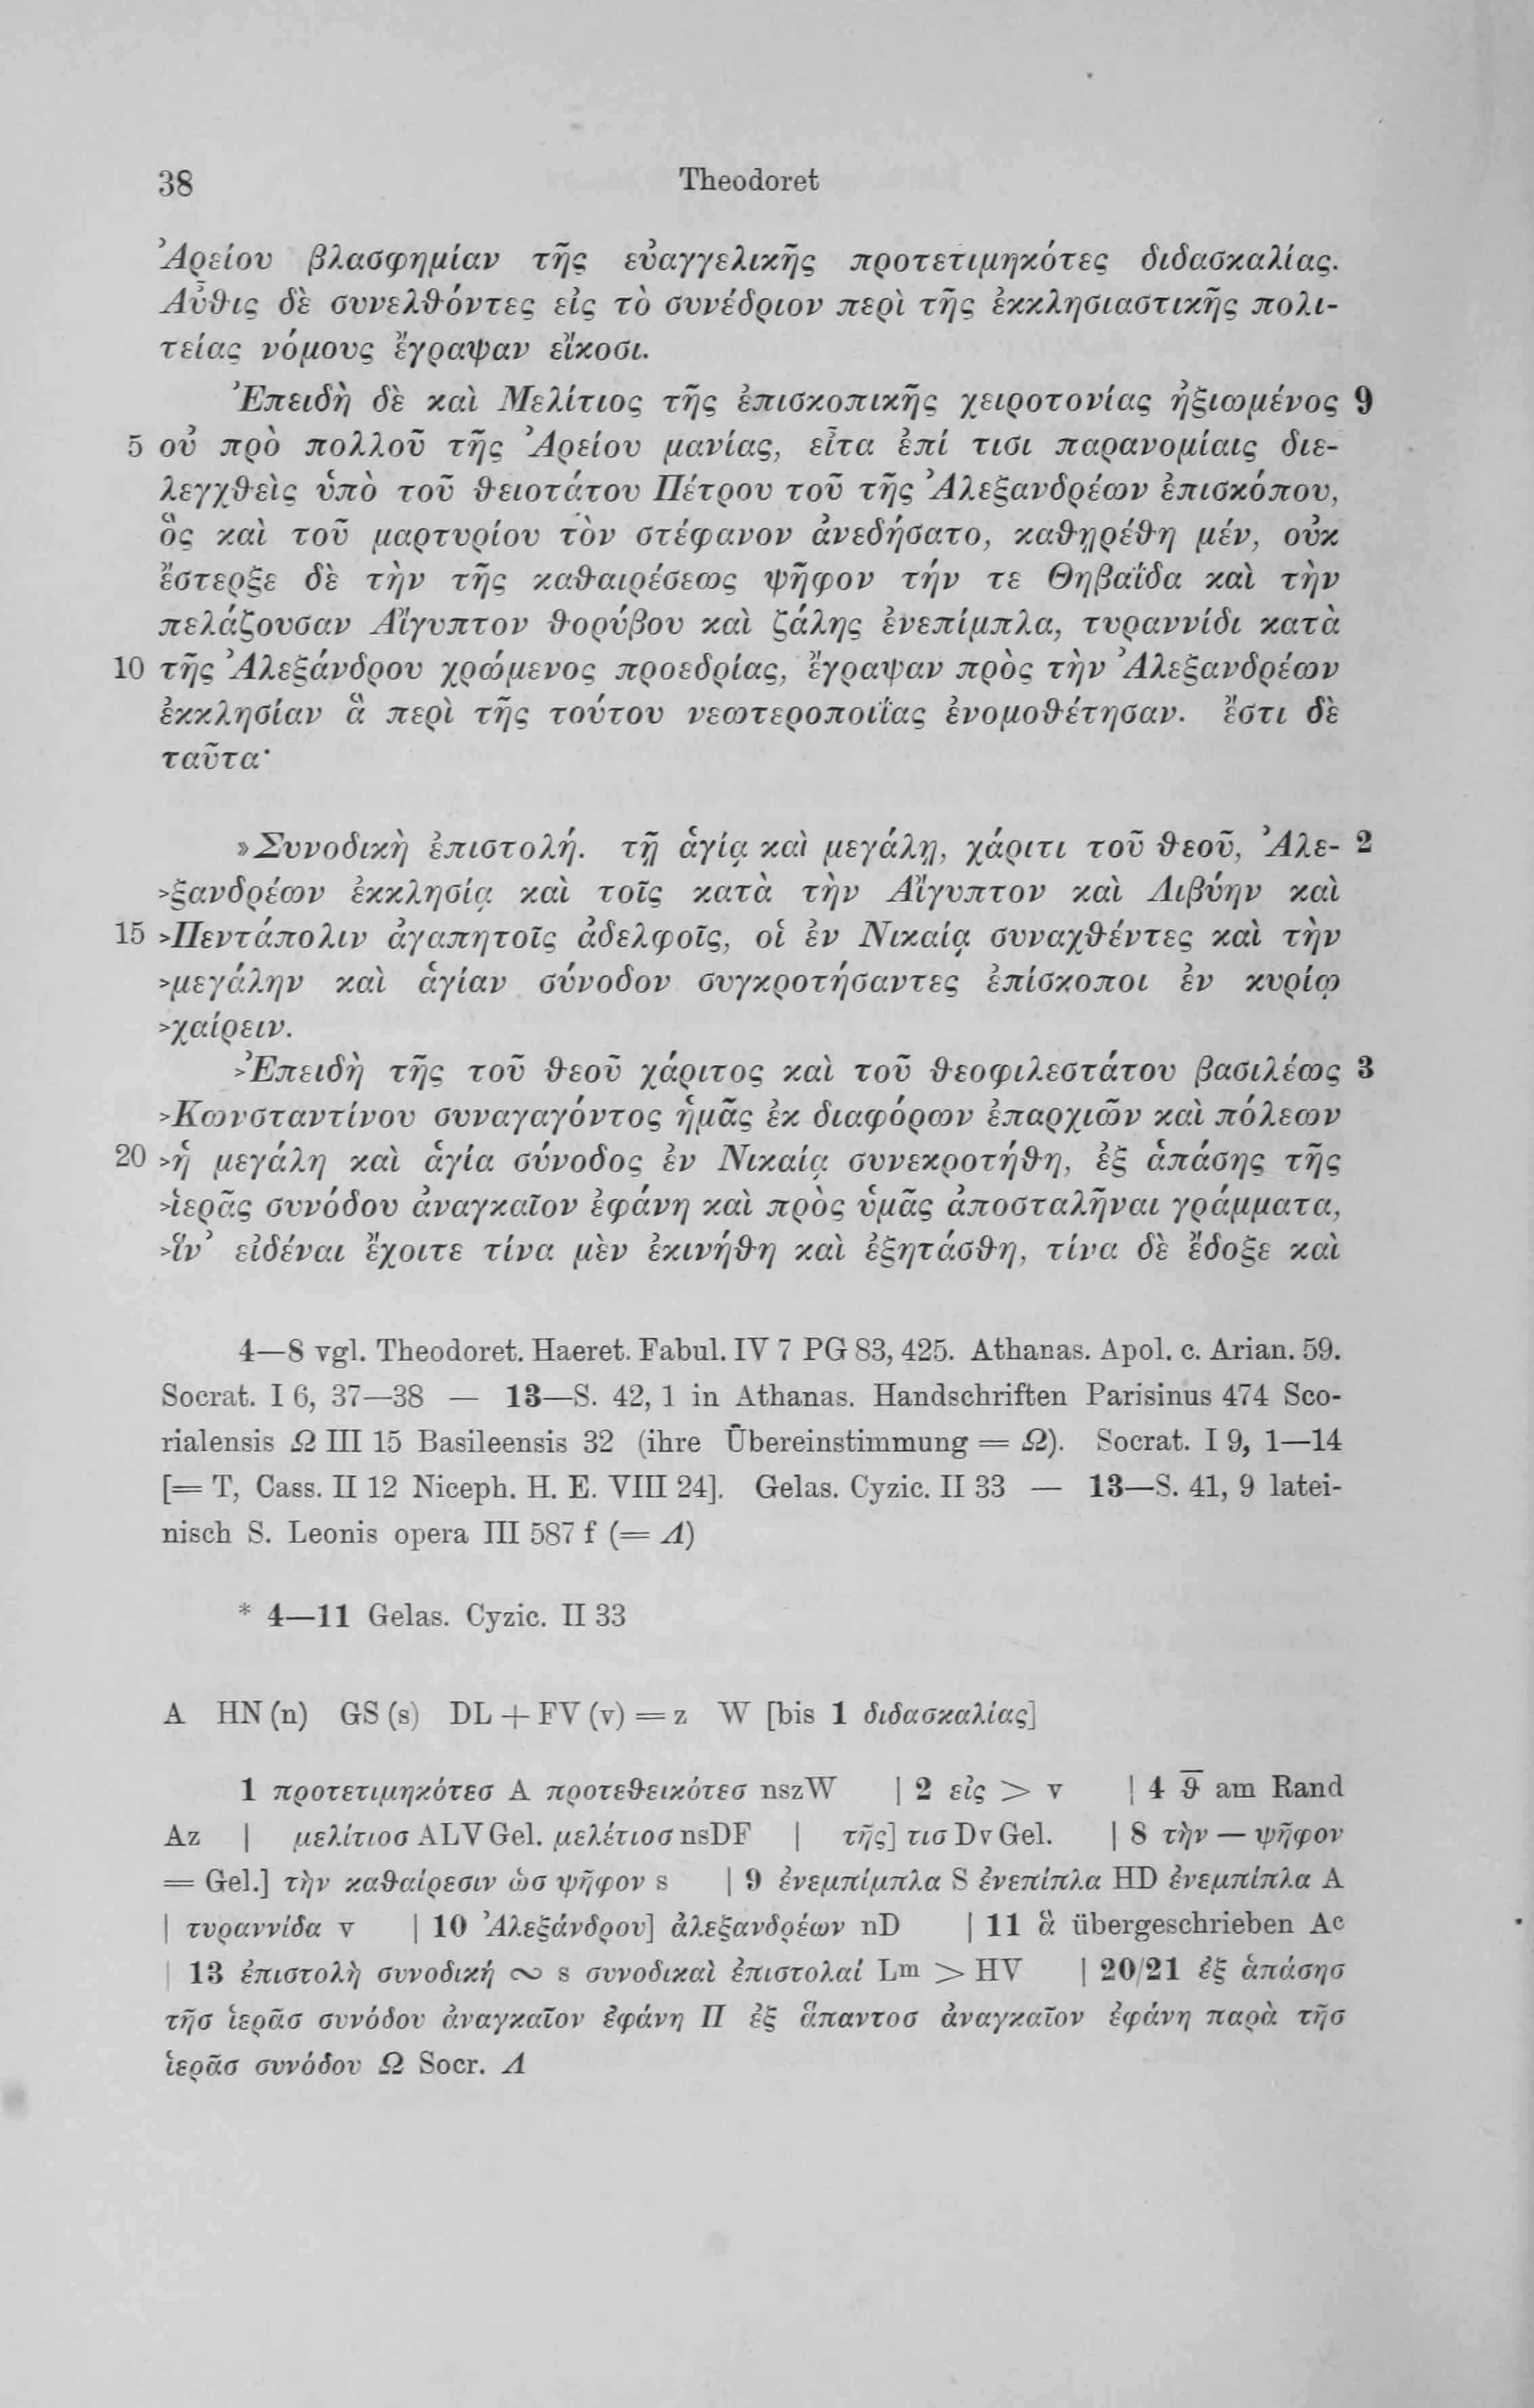 38 Theodoret
Ἀρείου βλασφημίαν τῆς εὐαγγελικῆς προτετιμηκότες διδασκαλίας.
Αὖθις δὲ συνελθόντες εἰς τὸ συνέδριον περὶ τῆς ἐκκλησιαστικῆς πολι-
τείας νόμους ἔγραψαν εἴκοσι.
Ἐπειδὴ δὲ καὶ Μελίτιος τῆς ἐπισκοπικῆς χειροτονίας ἠξιωμένος 9
5 οὐ πρὸ πολλοῦ τῆς Ἀρείου μανίας, εἶτα ἐπί τισι παρανομίαις διε-
λεγχθεὶς ὑπὸ τοῦ θειοτάτου Πέτρου τοῦ τῆς Ἀλεξανδρέων ἐπισκόπου,
ὃς καὶ τοῦ μαρτυρίου τὸν στέφανον ἀνεδήσατο, καθῃρέθη μέν, οὐκ
ἔστερξε δὲ τὴν τῆς καθαιρέσεως ψῆφον τήν τε Θηβαΐδα καὶ τὴν
πελάζουσαν Αἴγυπτον θορύβου καὶ ζάλης ἐνεπίμπλα, τυραννίδι κατὰ
10 τῆς Ἀλεξάνδρου χρώμενος προεδρίας, ἔγραψαν πρὸς τὴν Ἀλεξανδρέων
ἐκκλησίαν ἃ περὶ τῆς τούτου νεωτεροποιΐας ἐνομοθέτησαν. ἔστι δὲ
ταῦτα·
»Συνοδικὴ ἐπιστολή. τῇ ἁγίᾳ καὶ μεγάλῃ, χάριτι τοῦ θεοῦ, Ἀλε- 2
>ξανδρέων ἐκκλησίᾳ καὶ τοῖς κατὰ τὴν Αἴγυπτον καὶ Λιβύην καὶ
15 >Πεντάπολιν ἀγαπητοῖς ἀδελφοῖς, οἱ ἐν Νικαίᾳ συναχθέντες καὶ τὴν
>μεγάλην καὶ ἁγίαν σύνοδον συγκροτήσαντες ἐπίσκοποι ἐν κυρίῳ
>χαίρειν.
>Ἐπειδὴ τῆς τοῦ θεοῦ χάριτος καὶ τοῦ θεοφιλεστάτου βασιλέως 3
>Κωνσταντίνου συναγαγόντος ἡμᾶς ἐκ διαφόρων ἐπαρχιῶν καὶ πόλεων
20 >ἡ μεγάλη καὶ ἁγία σύνοδος ἐν Νικαίᾳ συνεκροτήθη, ἐξ ἁπάσης τῆς
>ἱερᾶς συνόδου ἀναγκαῖον ἐφάνη καὶ πρὸς ὑμᾶς ἀποσταλῆναι γράμματα,
>ἵν’ εἰδέναι ἔχοιτε τίνα μὲν ἐκινήθη καὶ ἐξητάσθη, τίνα δὲ ἔδοξε καὶ
4—8 vgl. Theodoret. Haeret. Fabul. IV 7 PG 83, 425. Athanas. Apol. c. Arian. 59.
Socrat. I 6, 37—38 — 13—S. 42, 1 in Athanas. Handschriften Parisinus 474 Sco-
rialensis Ω III 15 Basileensis 32 (ihre Übereinstimmung = Ω). Socrat. I 9, 1—14
[= T, Cass. II 12 Niceph. H. E. VIII 24]. Gelas. Cyzic. II 33 — 13—S. 41, 9 latei-
nisch S. Leonis opera III 587 f (= Λ)
* 4—11 Gelas. Cyzic. II 33
A HN (n) GS (s) DL + FV (v) = z W [bis 1 διδασκαλίας]
1 προτετιμηκότεσ A προτεθεικότεσ nszW | 2 εἰς > v | 4 θ̅ am Rand
Az | μελίτιοσ ALV Gel. μελέτιοσ nsDF | τῆς] τισ Dv Gel. | 8 τὴν — ψῆφον
= Gel.] τὴν καθαίρεσιν ὡσ ψῆφον s | 9 ἐνεμπίμπλα S ἐνεπίπλα HD ἐνεμπίπλα A
| τυραννίδα v | 10 Ἀλεξάνδρου] ἀλεξανδρέων nD | 11 ἃ übergeschrieben Ac
| 13 ἐπιστολὴ συνοδική ∾ s συνοδικαὶ ἐπιστολαί Lm > HV | 20/21 ἐξ ἁπάσησ
τῆσ ἱερᾶσ συνόδου ἀναγκαῖον ἐφάνη Π ἐξ ἅπαντοσ ἀναγκαῖον ἐφάνη παρὰ τῆσ
ἱερᾶσ συνόδου Ω Socr. Λ